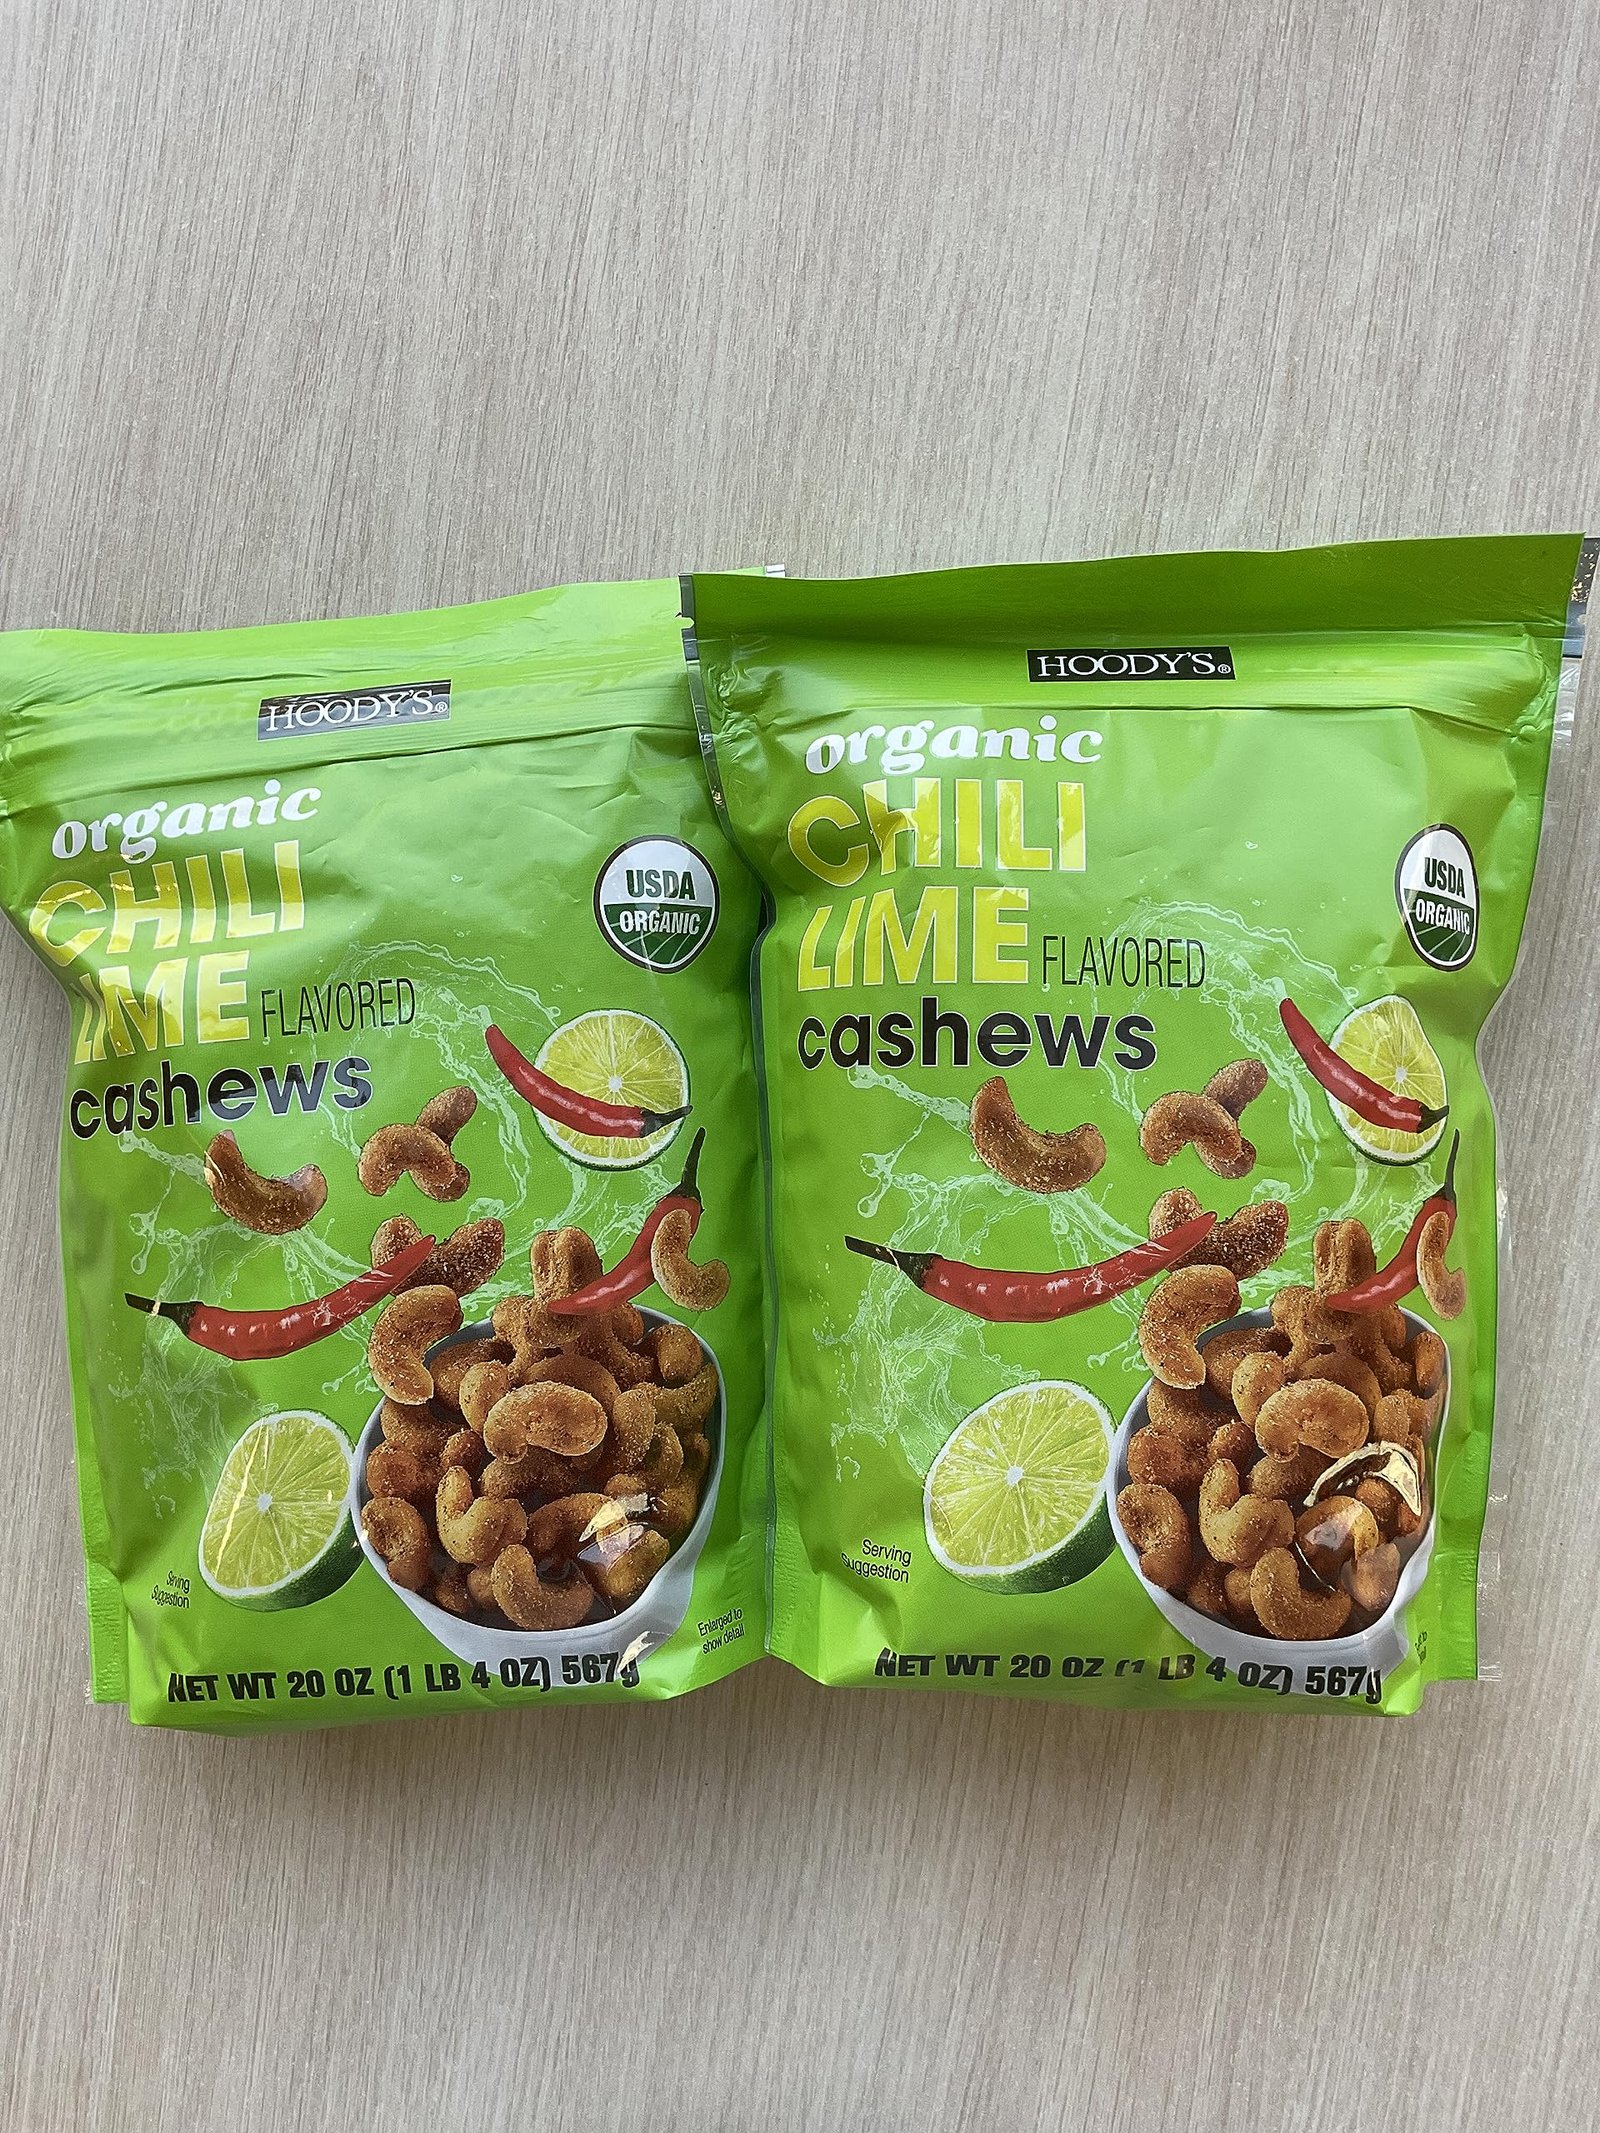 HOODY'S®
organic
CHILI
LIME FLAVORED
cashews
USDA
ORGANIC
Serving
Suggestion
Enlarged to
show detail
NET WT 20 OZ (1 LB 4 OZ) 567g
HOODY'S®
organic
CHILI
LIME FLAVORED
cashews
USDA
ORGANIC
Serving
Suggestion
NET WT 20 OZ (1 LB 4 OZ) 567g